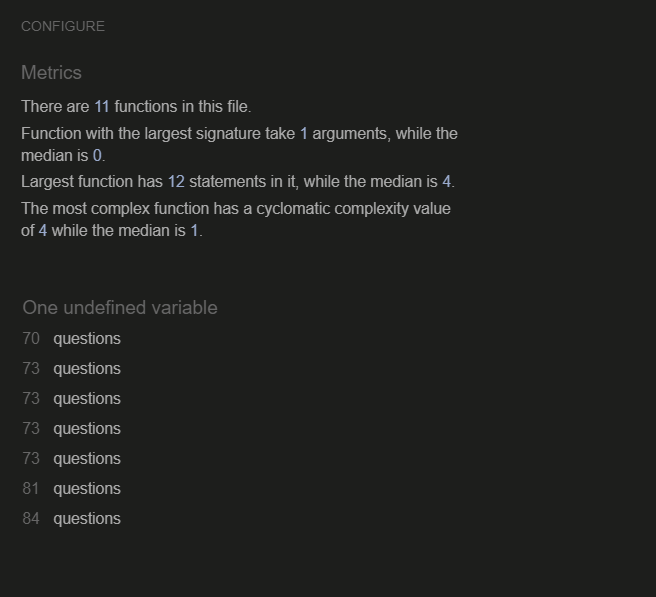 CONFIGURE
Metrics
There are 11 functions in this file.
Function with the largest signature take 1 arguments, while the
median is 0.
Largest function has 12 statements in it, while the median is 4.
The most complex function has a cyclomatic complexity value
of 4 while the median is 1.
One undefined variable
70 questions
73 questions
73 questions
73 questions
73 questions
81 questions
84 questions